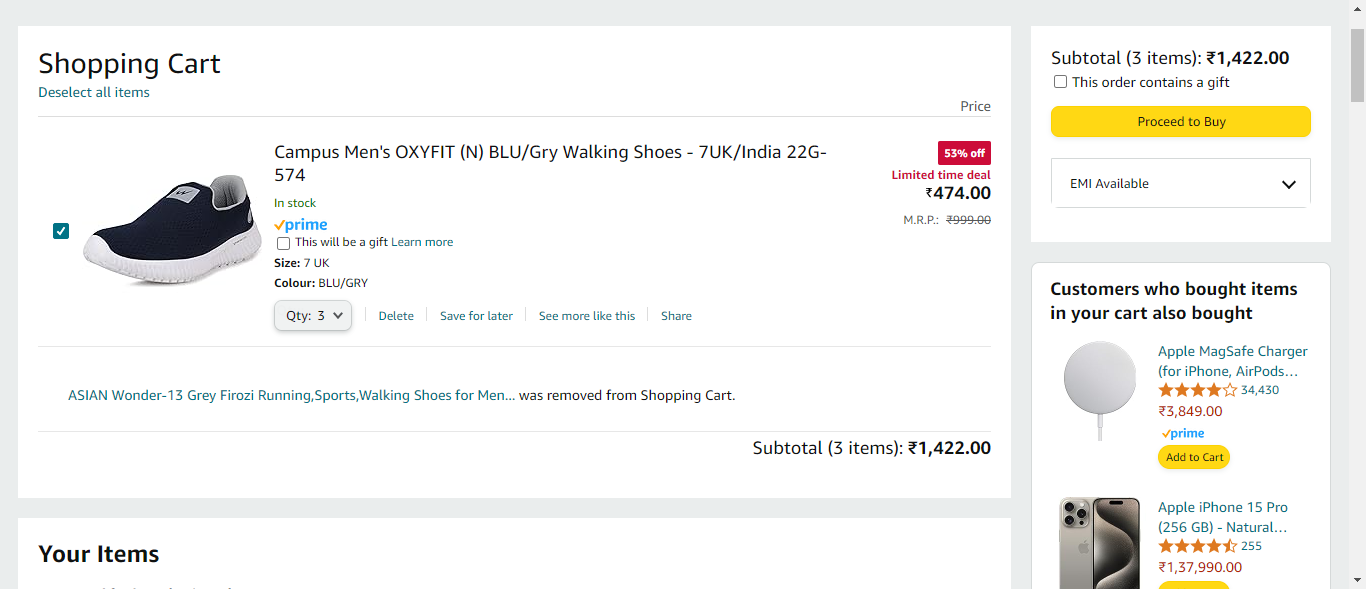 Shopping Cart
Deselect all items
Price
Campus Men's OXYFIT (N) BLU/Gry Walking Shoes - 7UK/India 22G-
574
In stock
prime
This will be a gift Learn more
Size: 7 UK
Colour: BLU/GRY
Qty: 3
Delete
Save for later
See more like this
Share
53% off
Limited time deal
₹474.00
M.R.P.: ₹999.00
ASIAN Wonder-13 Grey Firozi Running,Sports,Walking Shoes for Men... was removed from Shopping Cart.
Subtotal (3 items): ₹1,422.00
Your Items
Subtotal (3 items): ₹1,422.00
This order contains a gift
Proceed to Buy
EMI Available
Customers who bought items
in your cart also bought
Apple MagSafe Charger
(for iPhone, AirPods…
34,430
₹3,849.00
prime
Add to Cart
Apple iPhone 15 Pro
(256 GB) - Natural…
255
₹1,37,990.00